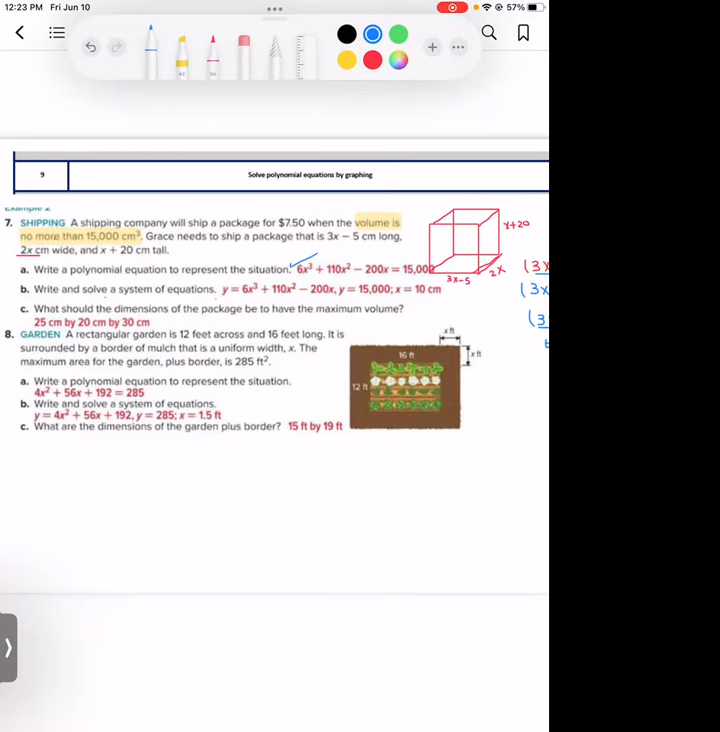 12:23 PM Fri Jun 10
57%
9
Solve polynomial equations by graphing
7. SHIPPING A shipping company will ship a package for $7.50 when the volume is
no more than 15,000 cm³. Grace needs to ship a package that is 3x − 5 cm long,
2x cm wide, and x + 20 cm tall.
x+20
2x
3x−5
a. Write a polynomial equation to represent the situation. 6x³ + 110x² − 200x = 15,000
(3x
b. Write and solve a system of equations. y = 6x³ + 110x² − 200x, y = 15,000; x = 10 cm
(3x
c. What should the dimensions of the package be to have the maximum volume?
25 cm by 20 cm by 30 cm
(3
8. GARDEN A rectangular garden is 12 feet across and 16 feet long. It is
surrounded by a border of mulch that is a uniform width, x. The
maximum area for the garden, plus border, is 285 ft².
x ft
x ft
16 ft
12 ft
a. Write a polynomial equation to represent the situation.
4x² + 56x + 192 = 285
b. Write and solve a system of equations.
y = 4x² + 56x + 192, y = 285; x = 1.5 ft
c. What are the dimensions of the garden plus border? 15 ft by 19 ft